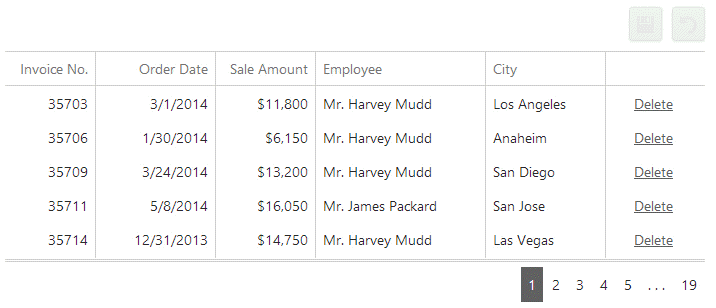 Invoice No. Order Date Sale Amount Employee City
35703 3/1/2014 $11,800 Mr. Harvey Mudd Los Angeles Delete
35706 1/30/2014 $6,150 Mr. Harvey Mudd Anaheim Delete
35709 3/24/2014 $13,200 Mr. Harvey Mudd San Diego Delete
35711 5/8/2014 $16,050 Mr. James Packard San Jose Delete
35714 12/31/2013 $14,750 Mr. Harvey Mudd Las Vegas Delete
1 2 3 4 5 ... 19